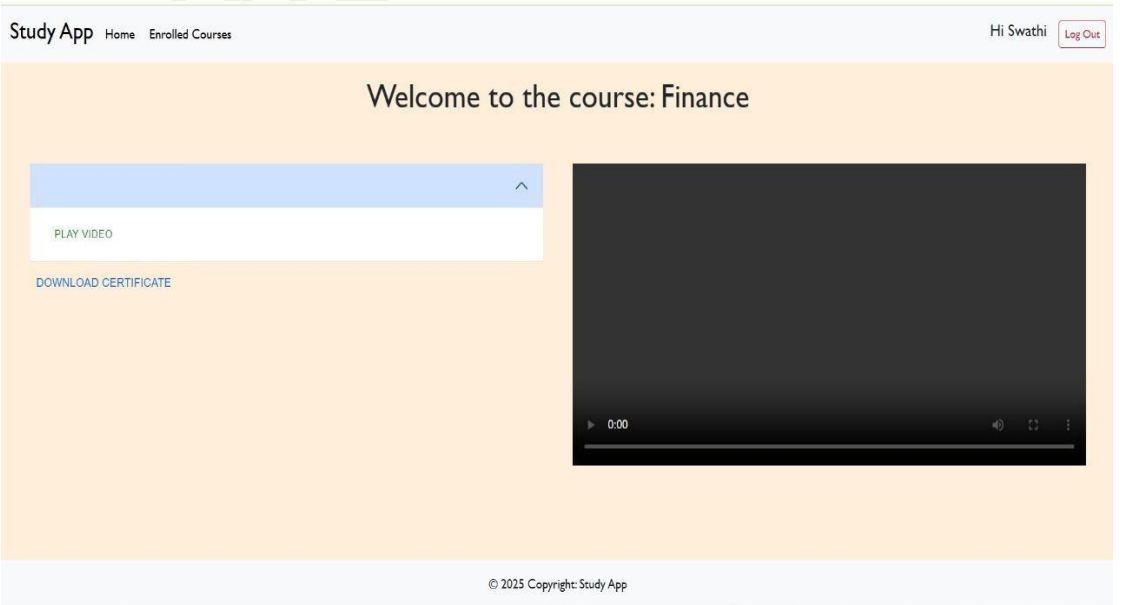 Study App Home Enrolled Courses Hi Swathi Log Out
Welcome to the course: Finance
PLAY VIDEO
DOWNLOAD CERTIFICATE
0:00
© 2025 Copyright: Study App